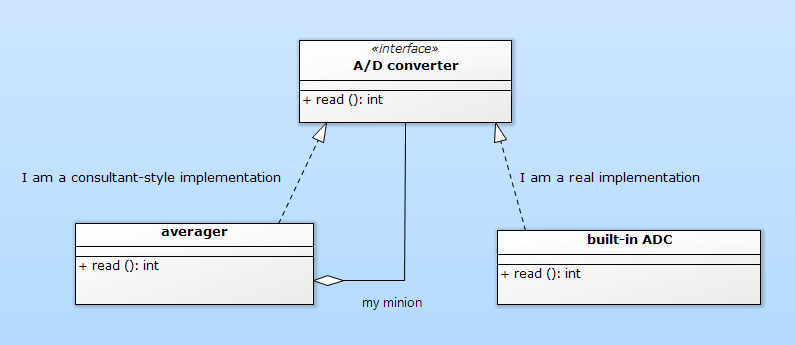 «interface»
A/D converter
+ read (): int
I am a consultant-style implementation
I am a real implementation
averager
+ read (): int
built-in ADC
+ read (): int
my minion